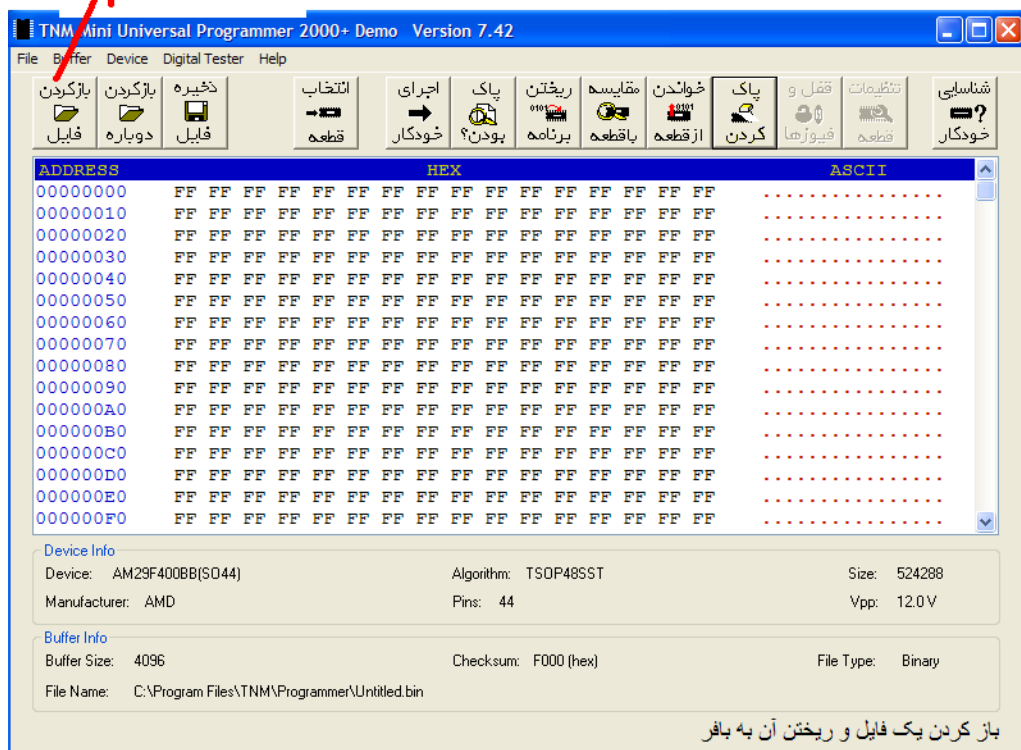 TNM Mini Universal Programmer 2000+ Demo Version 7.42
File Buffer Device Digital Tester Help
بازکردن فایل
بازکردن دوباره
ذخیره فایل
انتخاب قطعه
اجرای خودکار
پاک بودن؟
ریختن برنامه
مقایسه باقطعه
خواندن ازقطعه
پاک کردن
قفل و فیوزها
تنظیمات قطعه
شناسایی خودکار
ADDRESS HEX ASCII
00000000 FF FF FF FF FF FF FF FF FF FF FF FF FF FF FF FF ................
00000010 FF FF FF FF FF FF FF FF FF FF FF FF FF FF FF FF ................
00000020 FF FF FF FF FF FF FF FF FF FF FF FF FF FF FF FF ................
00000030 FF FF FF FF FF FF FF FF FF FF FF FF FF FF FF FF ................
00000040 FF FF FF FF FF FF FF FF FF FF FF FF FF FF FF FF ................
00000050 FF FF FF FF FF FF FF FF FF FF FF FF FF FF FF FF ................
00000060 FF FF FF FF FF FF FF FF FF FF FF FF FF FF FF FF ................
00000070 FF FF FF FF FF FF FF FF FF FF FF FF FF FF FF FF ................
00000080 FF FF FF FF FF FF FF FF FF FF FF FF FF FF FF FF ................
00000090 FF FF FF FF FF FF FF FF FF FF FF FF FF FF FF FF ................
000000A0 FF FF FF FF FF FF FF FF FF FF FF FF FF FF FF FF ................
000000B0 FF FF FF FF FF FF FF FF FF FF FF FF FF FF FF FF ................
000000C0 FF FF FF FF FF FF FF FF FF FF FF FF FF FF FF FF ................
000000D0 FF FF FF FF FF FF FF FF FF FF FF FF FF FF FF FF ................
000000E0 FF FF FF FF FF FF FF FF FF FF FF FF FF FF FF FF ................
000000F0 FF FF FF FF FF FF FF FF FF FF FF FF FF FF FF FF ................
Device Info
Device: AM29F400BB(SO44) Algorithm: TSOP48SST Size: 524288
Manufacturer: AMD Pins: 44 Vpp: 12.0 V
Buffer Info
Buffer Size: 4096 Checksum: F000 (hex) File Type: Binary
File Name: C:\Program Files\TNM\Programmer\Untitled.bin
باز کردن یک فایل و ریختن آن به بافر